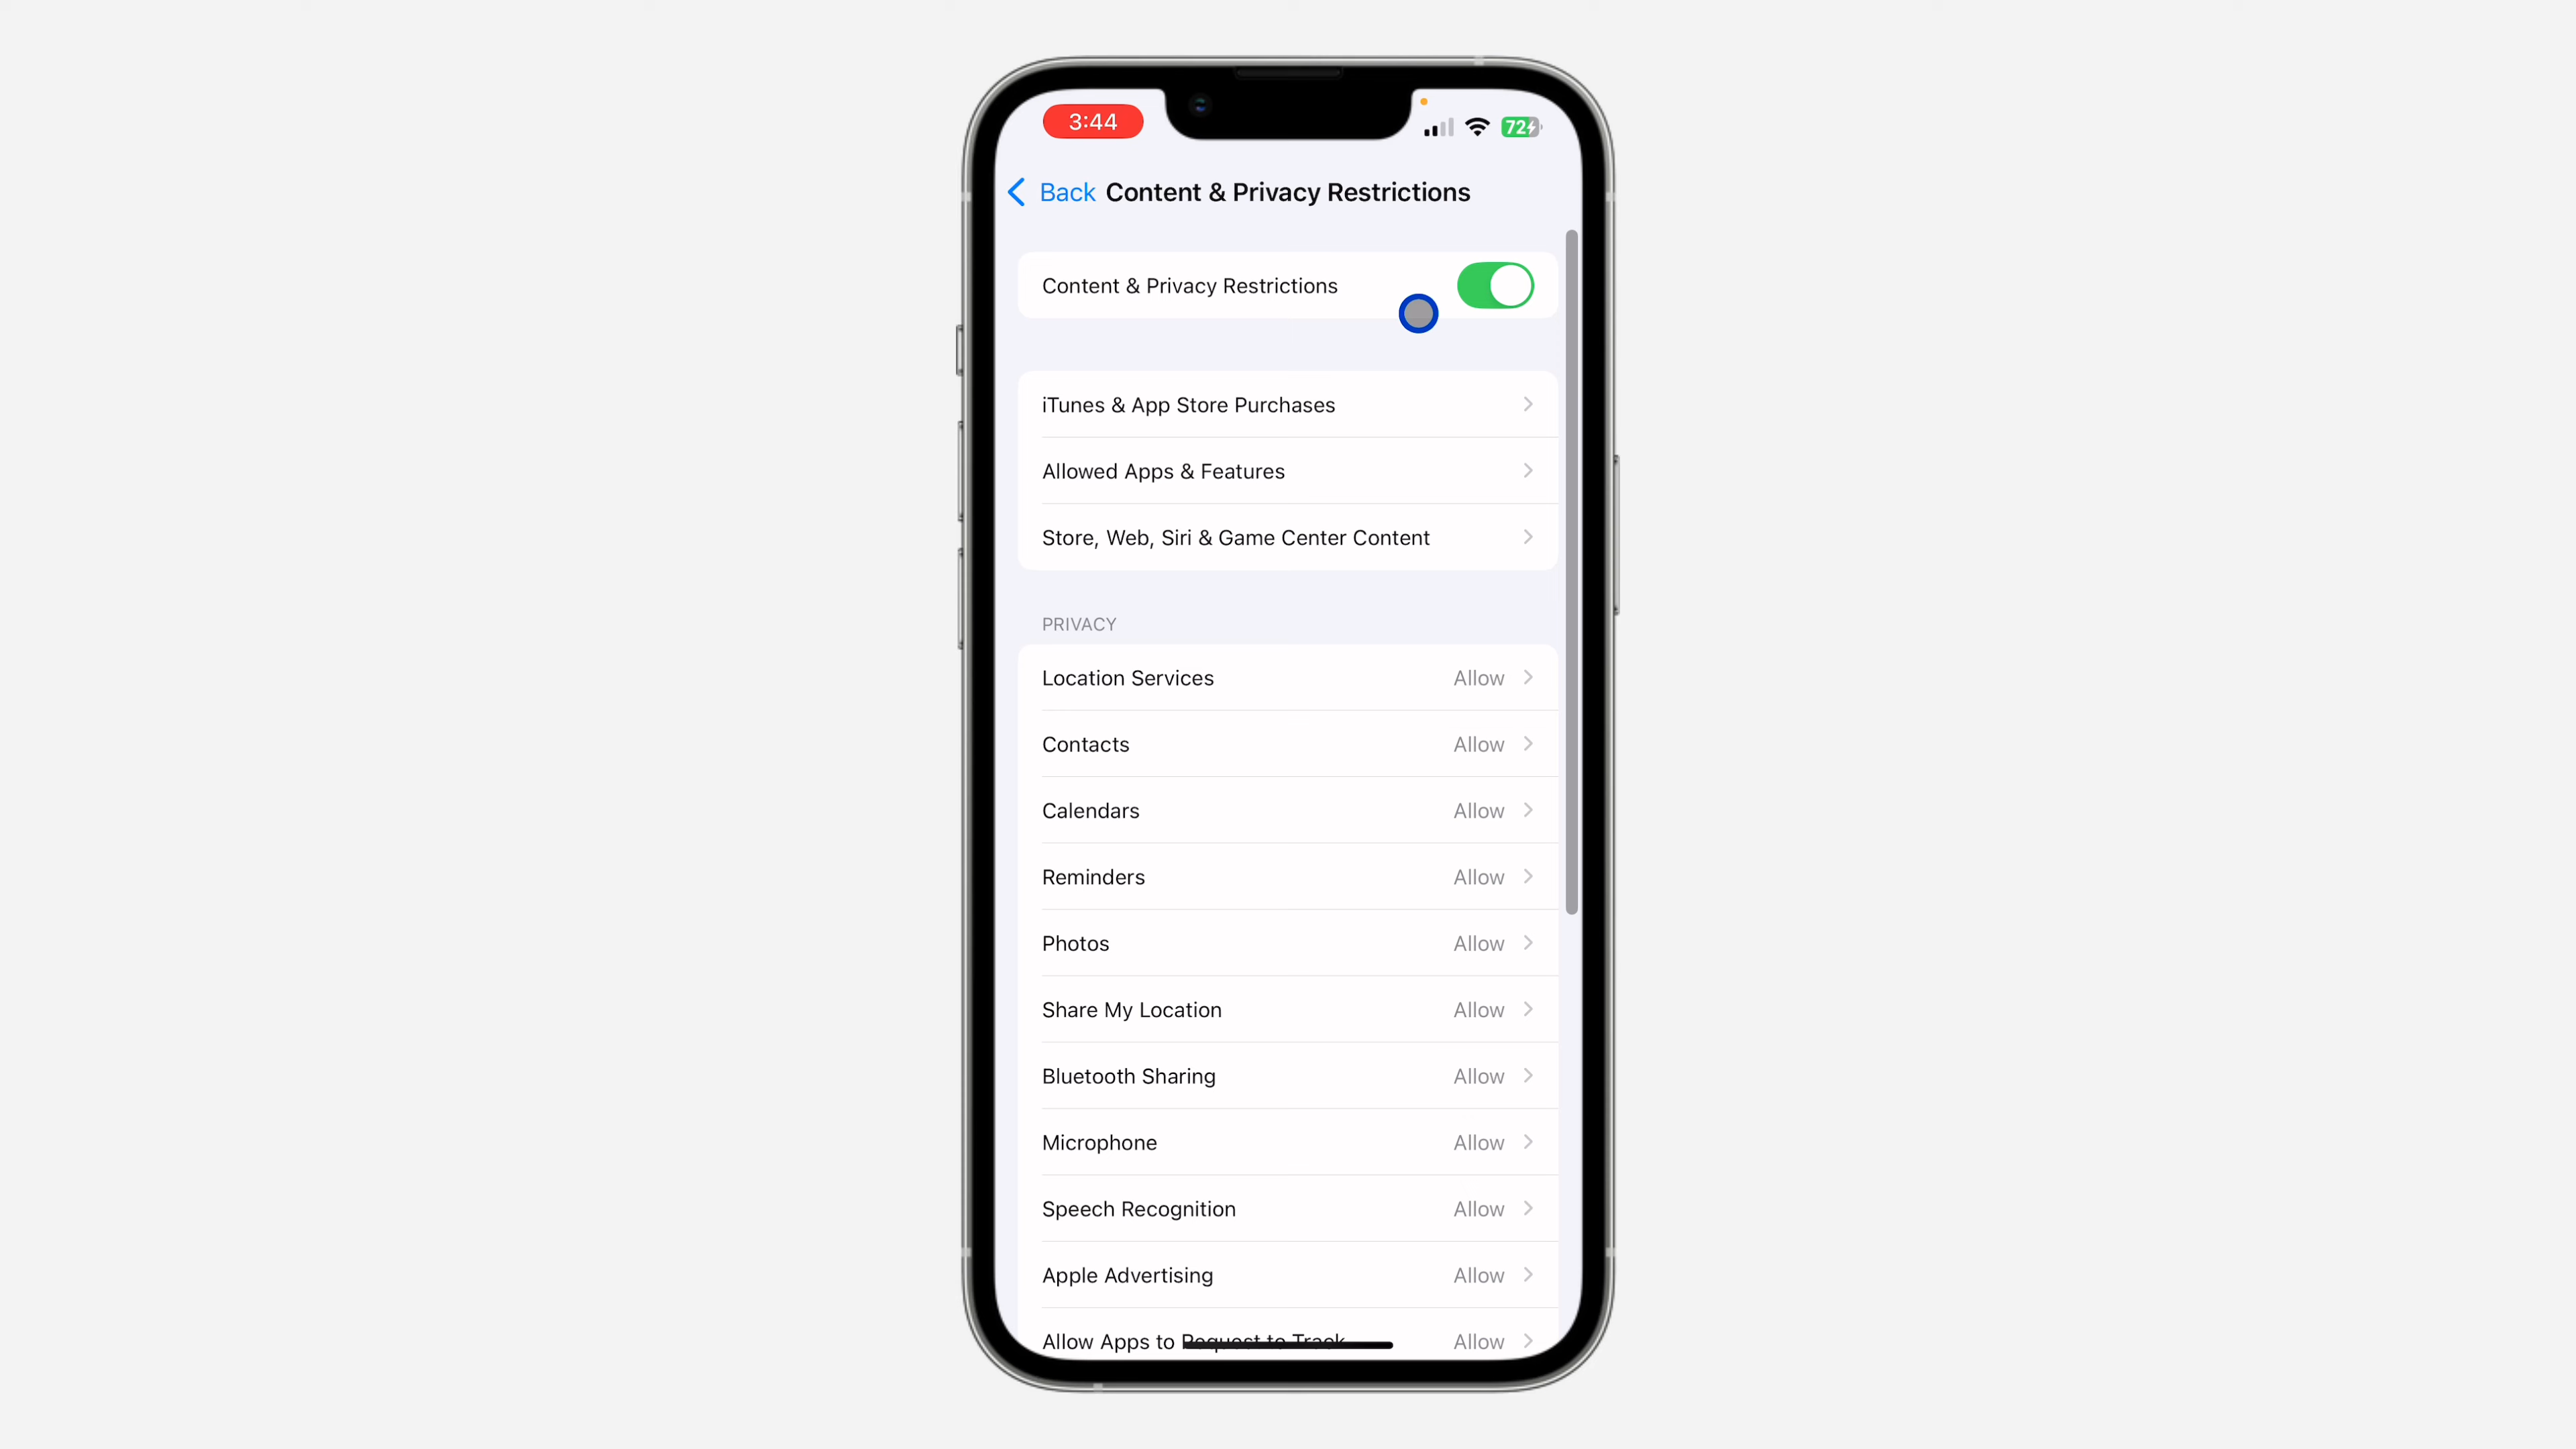 3:44
72
Back Content & Privacy Restrictions
Content & Privacy Restrictions
iTunes & App Store Purchases
Allowed Apps & Features
Store, Web, Siri & Game Center Content
PRIVACY
Location Services Allow
Contacts Allow
Calendars Allow
Reminders Allow
Photos Allow
Share My Location Allow
Bluetooth Sharing Allow
Microphone Allow
Speech Recognition Allow
Apple Advertising Allow
Allow Apps to Request to Track Allow